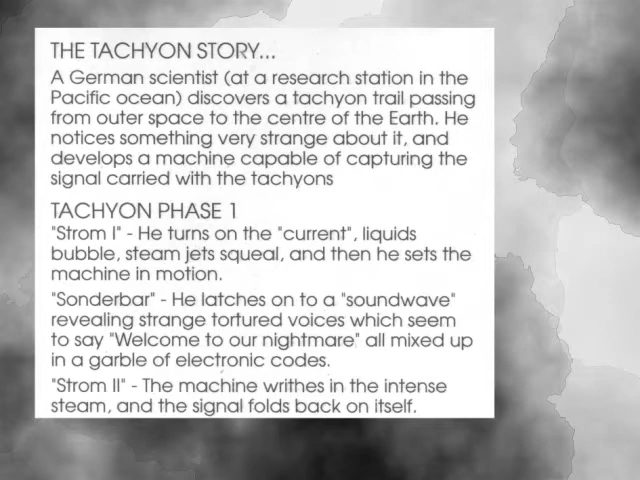 THE TACHYON STORY...
A German scientist (at a research station in the
Pacific ocean) discovers a tachyon trail passing
from outer space to the centre of the Earth. He
notices something very strange about it, and
develops a machine capable of capturing the
signal carried with the tachyons
TACHYON PHASE 1
"Strom I" - He turns on the "current", liquids
bubble, steam jets squeal, and then he sets the
machine in motion.
"Sonderbar" - He latches on to a "soundwave"
revealing strange tortured voices which seem
to say "Welcome to our nightmare" all mixed up
in a garble of electronic codes.
"Strom II" - The machine writhes in the intense
steam, and the signal folds back on itself.